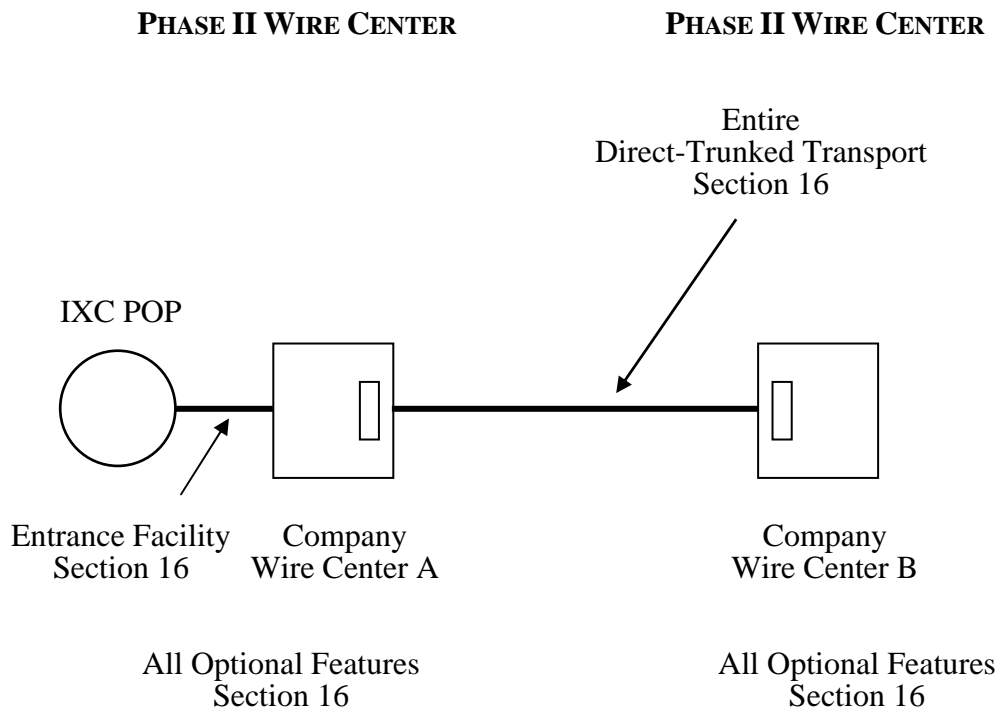 PHASE II WIRE CENTER
PHASE II WIRE CENTER
Entire
Direct-Trunked Transport
Section 16
IXC POP
Entrance Facility
Section 16
Company
Wire Center A
Company
Wire Center B
All Optional Features
Section 16
All Optional Features
Section 16